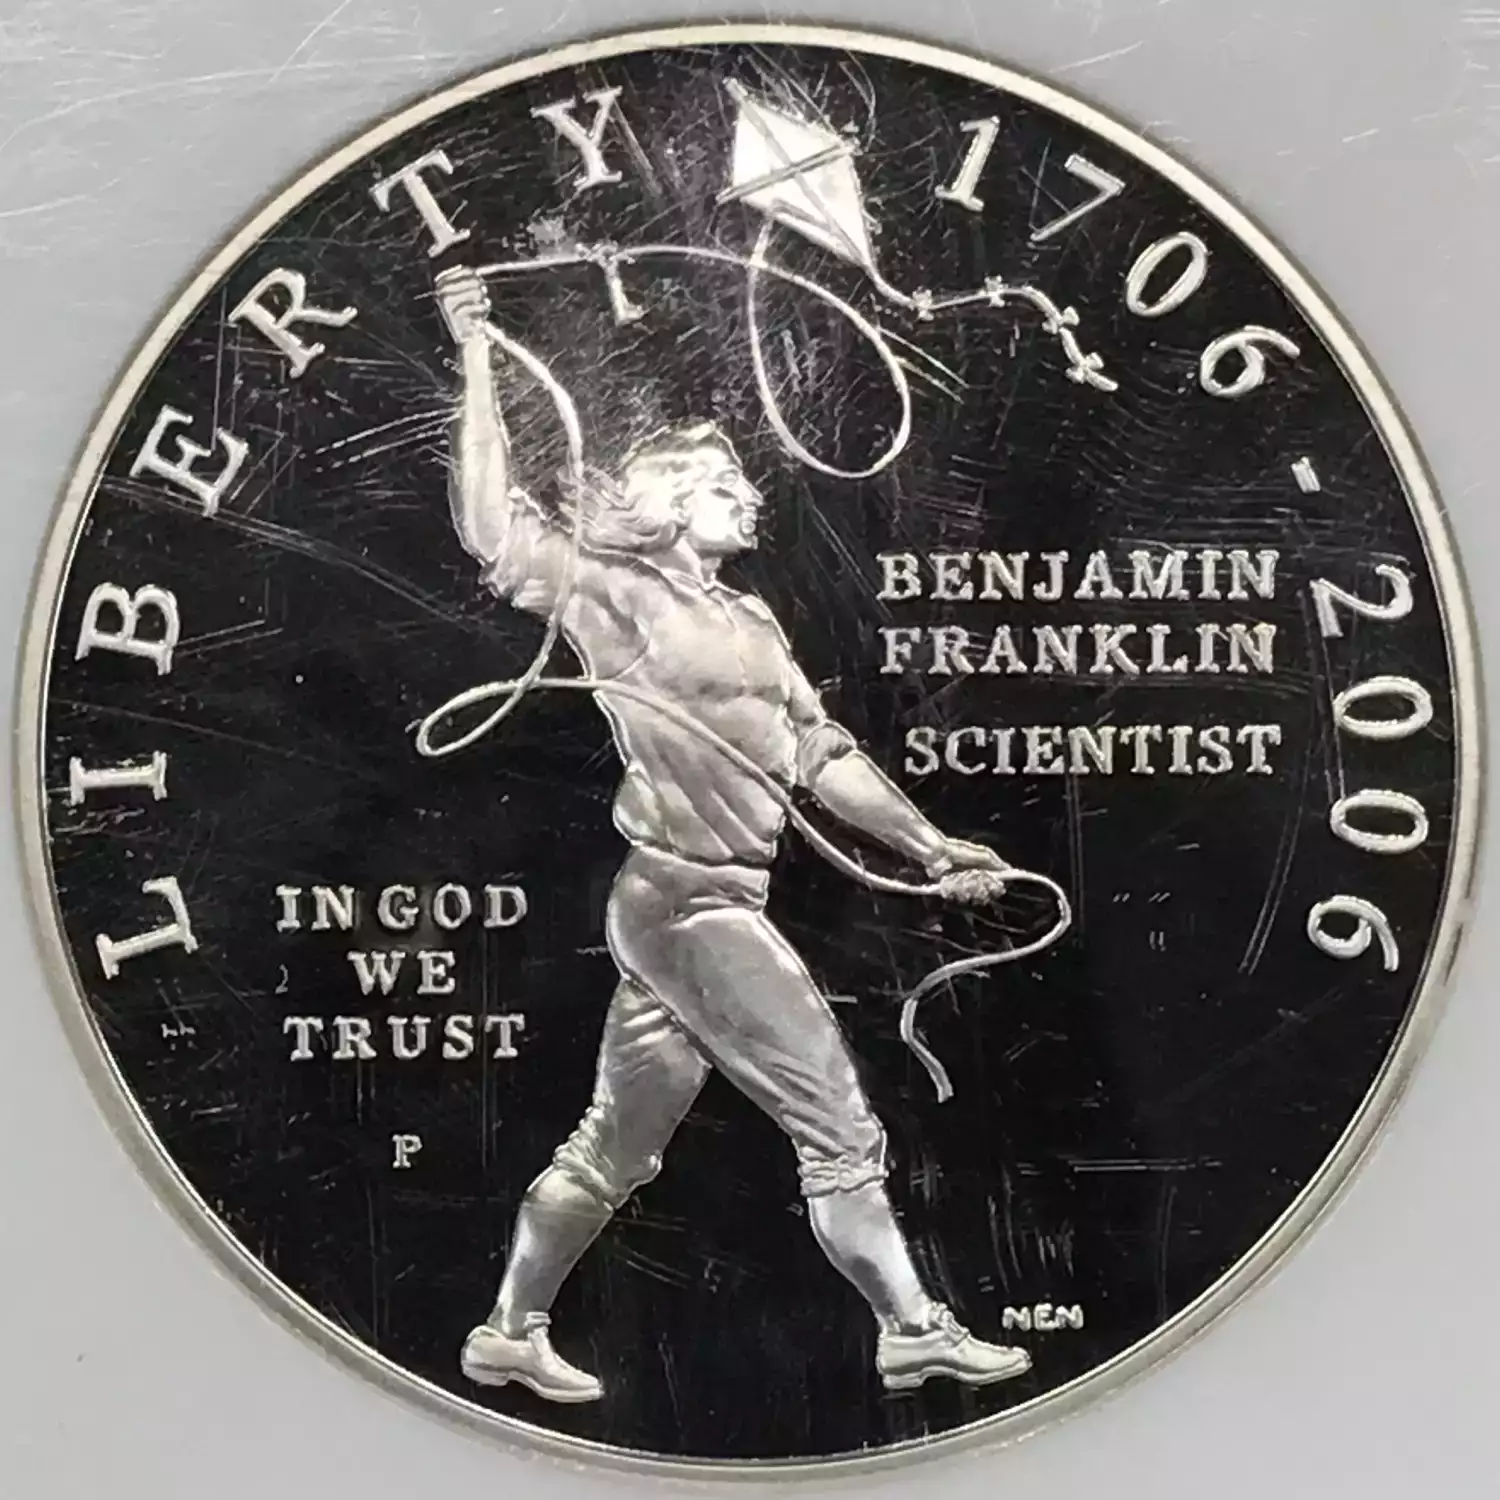 LIBERTY 1706-2006
BENJAMIN
FRANKLIN
SCIENTIST
IN GOD
WE
TRUST
P
NEN